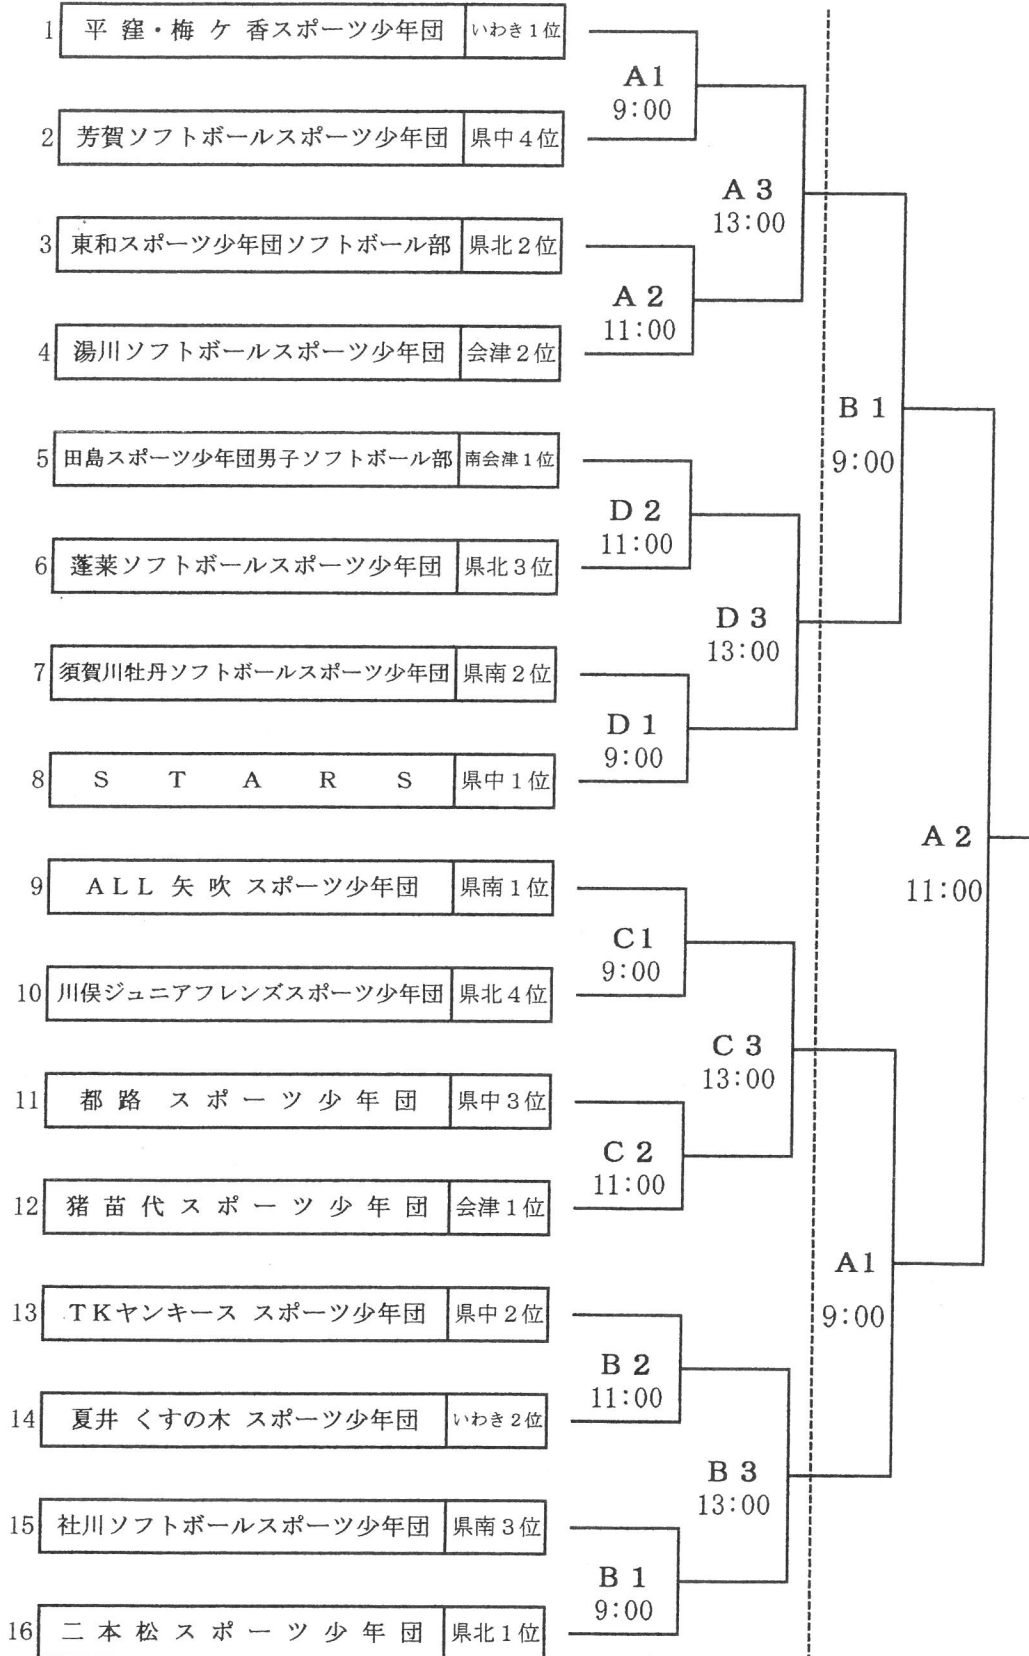 1 平窪・梅ケ香スポーツ少年団 いわき1位
2 芳賀ソフトボールスポーツ少年団 県中4位
3 東和スポーツ少年団ソフトボール部 県北2位
4 湯川ソフトボールスポーツ少年団 会津2位
5 田島スポーツ少年団男子ソフトボール部 南会津1位
6 蓬莱ソフトボールスポーツ少年団 県北3位
7 須賀川牡丹ソフトボールスポーツ少年団 県南2位
8 STARS 県中1位
9 ALL矢吹スポーツ少年団 県南1位
10 川俣ジュニアフレンズスポーツ少年団 県北4位
11 都路スポーツ少年団 県中3位
12 猪苗代スポーツ少年団 会津1位
13 TKヤンキース スポーツ少年団 県中2位
14 夏井くすの木スポーツ少年団 いわき2位
15 社川ソフトボールスポーツ少年団 県南3位
16 二本松スポーツ少年団 県北1位
A1
9:00
A2
11:00
D2
11:00
D1
9:00
C1
9:00
C2
11:00
B2
11:00
B1
9:00
A3
13:00
D3
13:00
C3
13:00
B3
13:00
B1
9:00
A1
9:00
A2
11:00